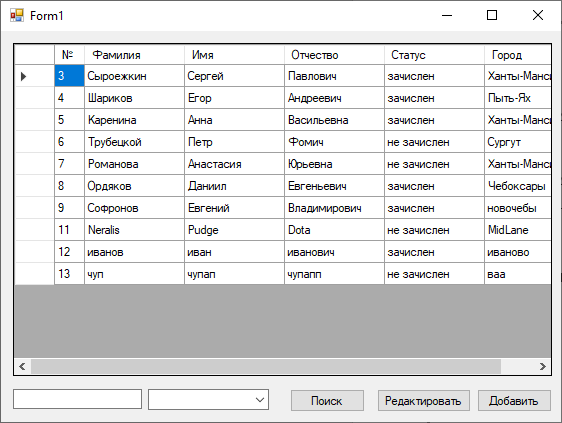 Form1
№ Фамилия Имя Отчество Статус Город
3 Сыроежкин Сергей Павлович зачислен Ханты-Манси
4 Шариков Егор Андреевич зачислен Пыть-Ях
5 Каренина Анна Васильевна зачислен Ханты-Манси
6 Трубецкой Петр Фомич не зачислен Сургут
7 Романова Анастасия Юрьевна не зачислен Ханты-Манси
8 Ордяков Даниил Евгеньевич зачислен Чебоксары
9 Софронов Евгений Владимирович зачислен новочебы
11 Neralis Pudge Dota не зачислен MidLane
12 иванов иван иванович зачислен иваново
13 чуп чупап чупапп не зачислен ваа
Поиск Редактировать Добавить